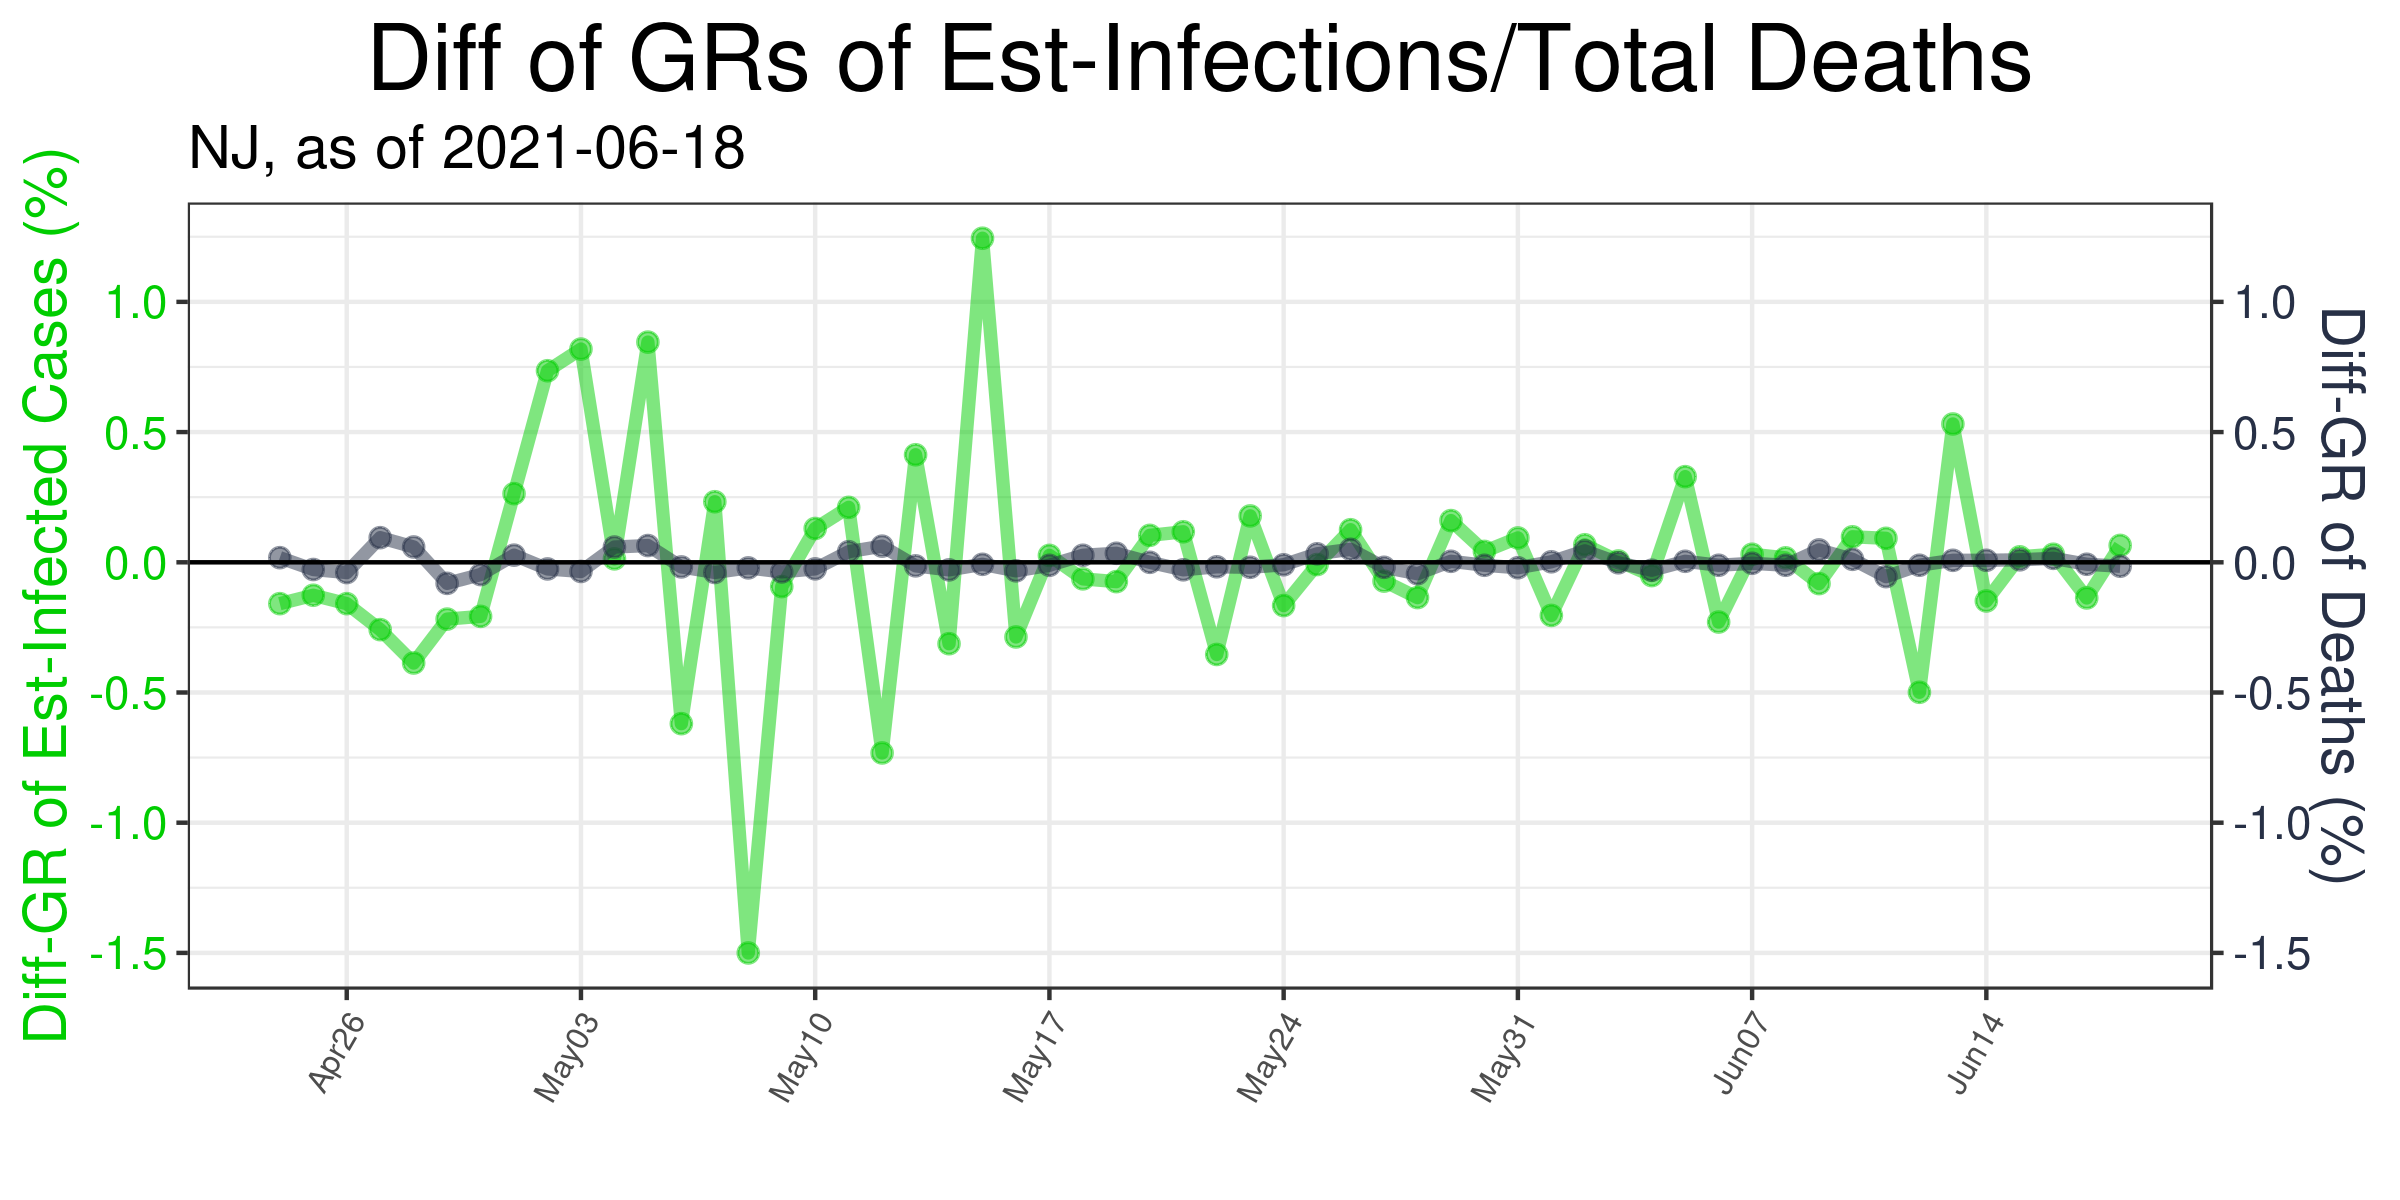 Diff of GRs of Est-Infections/Total Deaths
NJ, as of 2021-06-18
Diff-GR of Est-Infected Cases (%)
1.0
0.5
0.0
-0.5
-1.0
-1.5
1.0
0.5
0.0
-0.5
-1.0
-1.5
Diff-GR of Deaths (%)
Apr26
May03
May10
May17
May24
May31
Jun07
Jun14